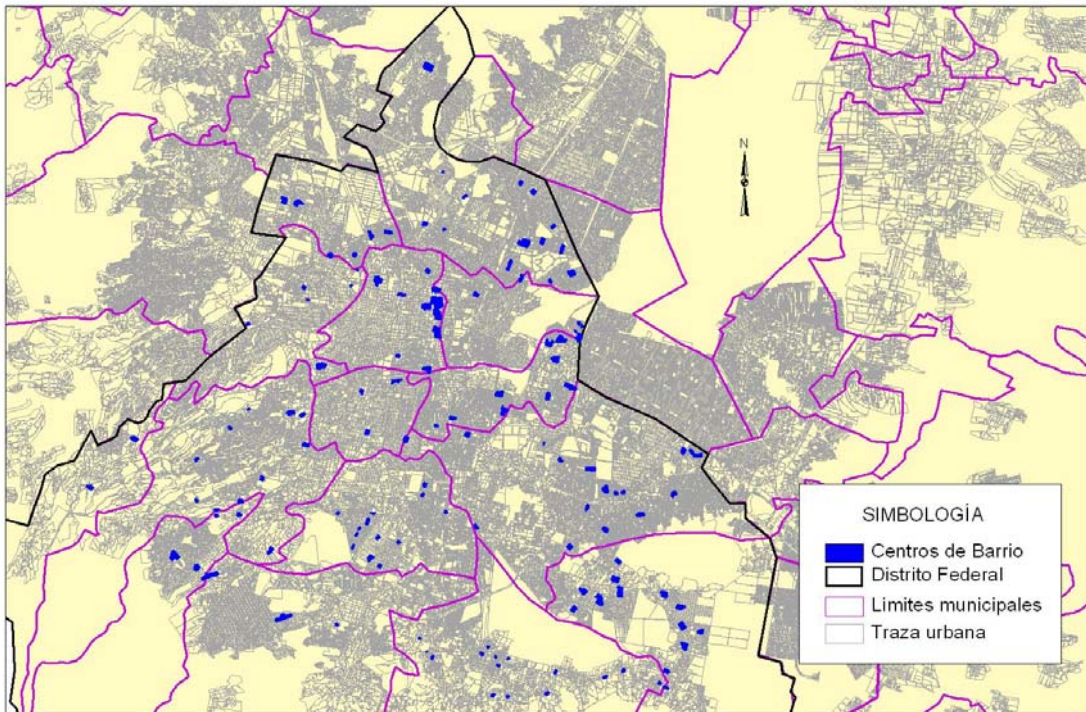 N
SIMBOLOGÍA
Centros de Barrio
Distrito Federal
Limites municipales
Traza urbana